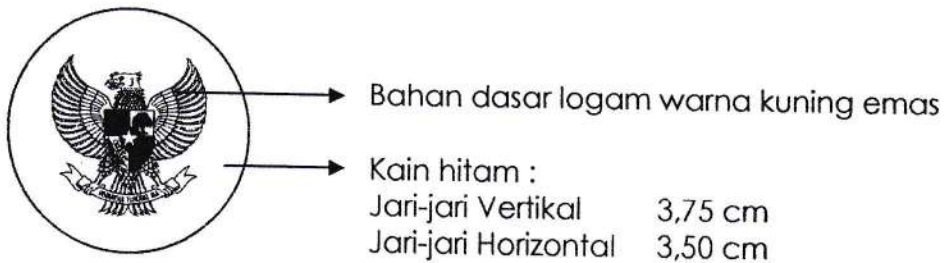 Bahan dasar logam warna kuning emas
Kain hitam :
Jari-jari Vertikal 3,75 cm
Jari-jari Horizontal 3,50 cm